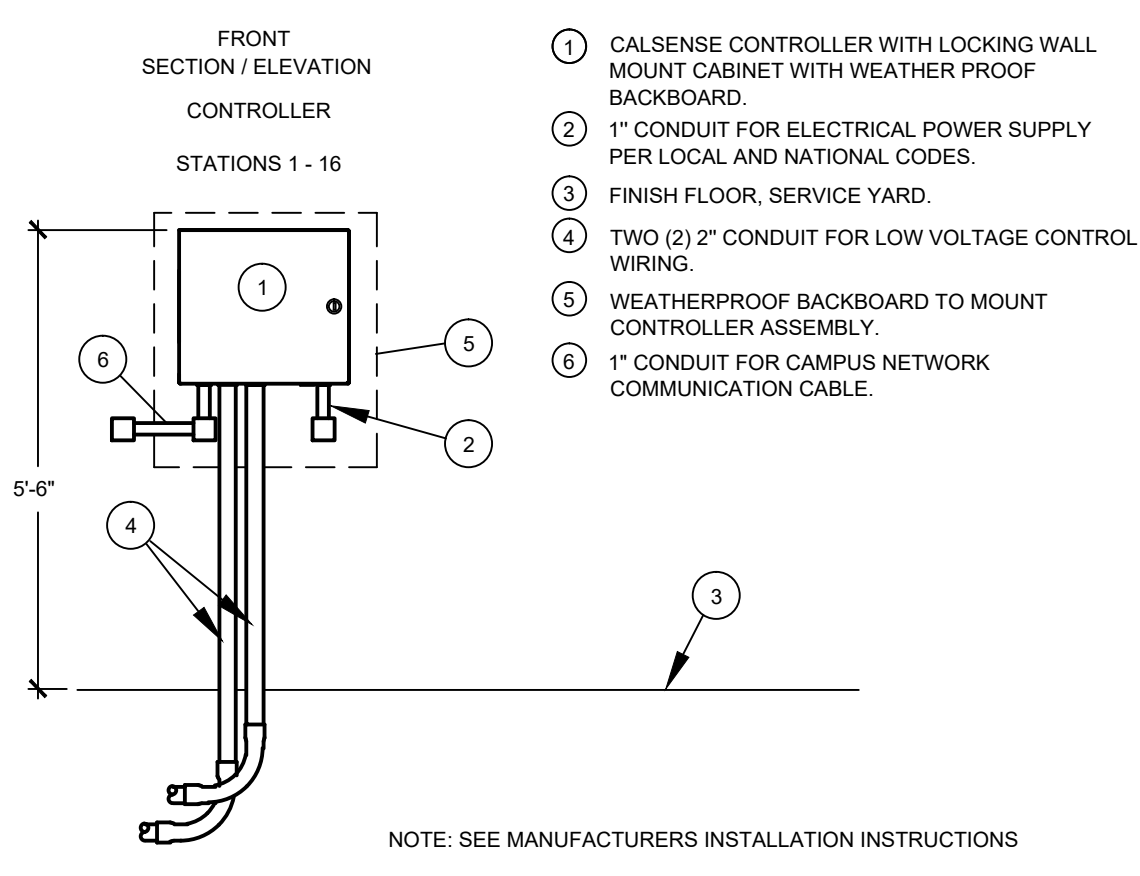 FRONT
SECTION / ELEVATION
CONTROLLER
STATIONS 1 - 16
1 CALSENSE CONTROLLER WITH LOCKING WALL
MOUNT CABINET WITH WEATHER PROOF
BACKBOARD.
2 1" CONDUIT FOR ELECTRICAL POWER SUPPLY
PER LOCAL AND NATIONAL CODES.
3 FINISH FLOOR, SERVICE YARD.
4 TWO (2) 2" CONDUIT FOR LOW VOLTAGE CONTROL
WIRING.
5 WEATHERPROOF BACKBOARD TO MOUNT
CONTROLLER ASSEMBLY.
6 1" CONDUIT FOR CAMPUS NETWORK
COMMUNICATION CABLE.
1
5
6
2
5'-6"
4
3
NOTE: SEE MANUFACTURERS INSTALLATION INSTRUCTIONS